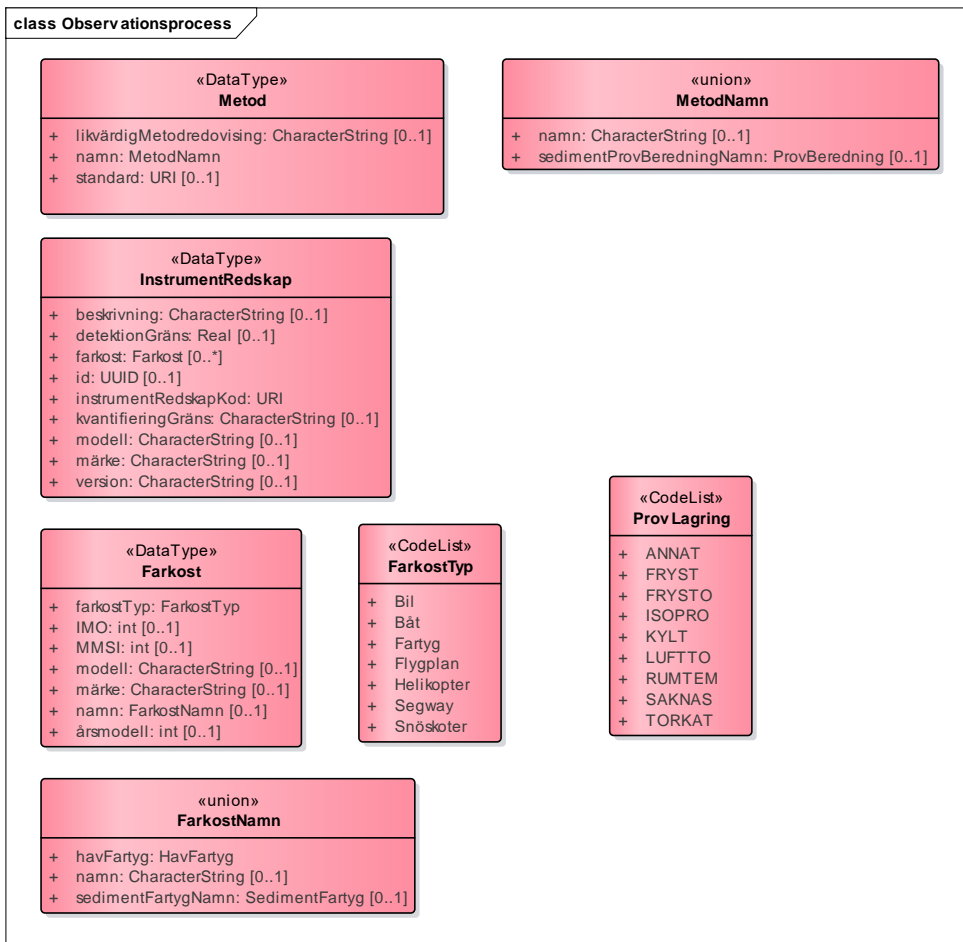 class Observationsprocess
«DataType»
Metod
+ likvärdigMetodredovising: CharacterString [0..1]
+ namn: MetodNamn
+ standard: URI [0..1]
«union»
MetodNamn
+ namn: CharacterString [0..1]
+ sedimentProvBeredningNamn: ProvBeredning [0..1]
«DataType»
InstrumentRedskap
+ beskrivning: CharacterString [0..1]
+ detektionGräns: Real [0..1]
+ farkost: Farkost [0..*]
+ id: UUID [0..1]
+ instrumentRedskapKod: URI
+ kvantifieringGräns: CharacterString [0..1]
+ modell: CharacterString [0..1]
+ märke: CharacterString [0..1]
+ version: CharacterString [0..1]
«DataType»
Farkost
+ farkostTyp: FarkostTyp
+ IMO: int [0..1]
+ MMSI: int [0..1]
+ modell: CharacterString [0..1]
+ märke: CharacterString [0..1]
+ namn: FarkostNamn [0..1]
+ årsmodell: int [0..1]
«CodeList»
FarkostTyp
+ Bil
+ Båt
+ Fartyg
+ Flygplan
+ Helikopter
+ Segway
+ Snöskoter
«CodeList»
ProvLagring
+ ANNAT
+ FRYST
+ FRYSTO
+ ISOPRO
+ KYLT
+ LUFTTO
+ RUMTEM
+ SAKNAS
+ TORKAT
«union»
FarkostNamn
+ havFartyg: HavFartyg
+ namn: CharacterString [0..1]
+ sedimentFartygNamn: SedimentFartyg [0..1]